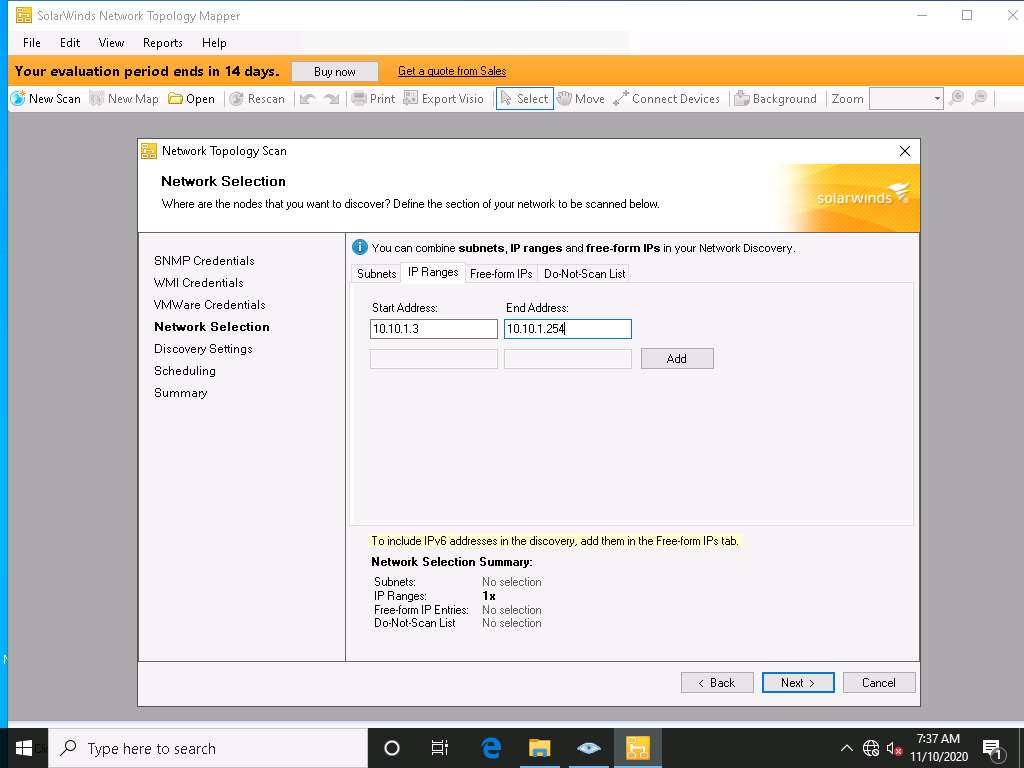 SolarWinds Network Topology Mapper
File Edit View Reports Help
Your evaluation period ends in 14 days. Buy now Get a quote from Sales
New Scan New Map Open Rescan Print Export Visio Select Move Connect Devices Background Zoom
Network Topology Scan
Network Selection
Where are the nodes that you want to discover? Define the section of your network to be scanned below.
solarwinds
SNMP Credentials
WMI Credentials
VMWare Credentials
Network Selection
Discovery Settings
Scheduling
Summary
You can combine subnets, IP ranges and free-form IPs in your Network Discovery.
Subnets IP Ranges Free-form IPs Do-Not-Scan List
Start Address: End Address:
10.10.1.3 10.10.1.254
Add
To include IPv6 addresses in the discovery, add them in the Free-form IPs tab.
Network Selection Summary:
Subnets: No selection
IP Ranges: 1x
Free-form IP Entries: No selection
Do-Not-Scan List No selection
< Back Next > Cancel
Type here to search
7:37 AM
11/10/2020
1